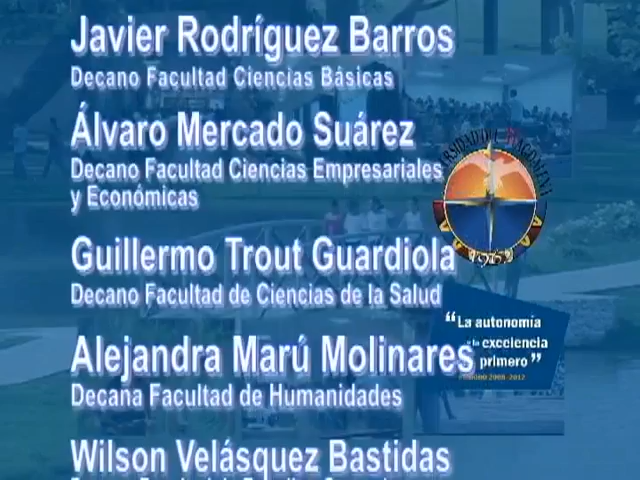 Javier Rodríguez Barros
Decano Facultad Ciencias Básicas
Álvaro Mercado Suárez
Decano Facultad Ciencias Empresariales
y Económicas
Guillermo Trout Guardiola
Decano Facultad de Ciencias de la Salud
Alejandra Marú Molinares
Decana Facultad de Humanidades
Wilson Velásquez Bastidas
1962
“La autonomía
excelencia
primero”
2008-2012